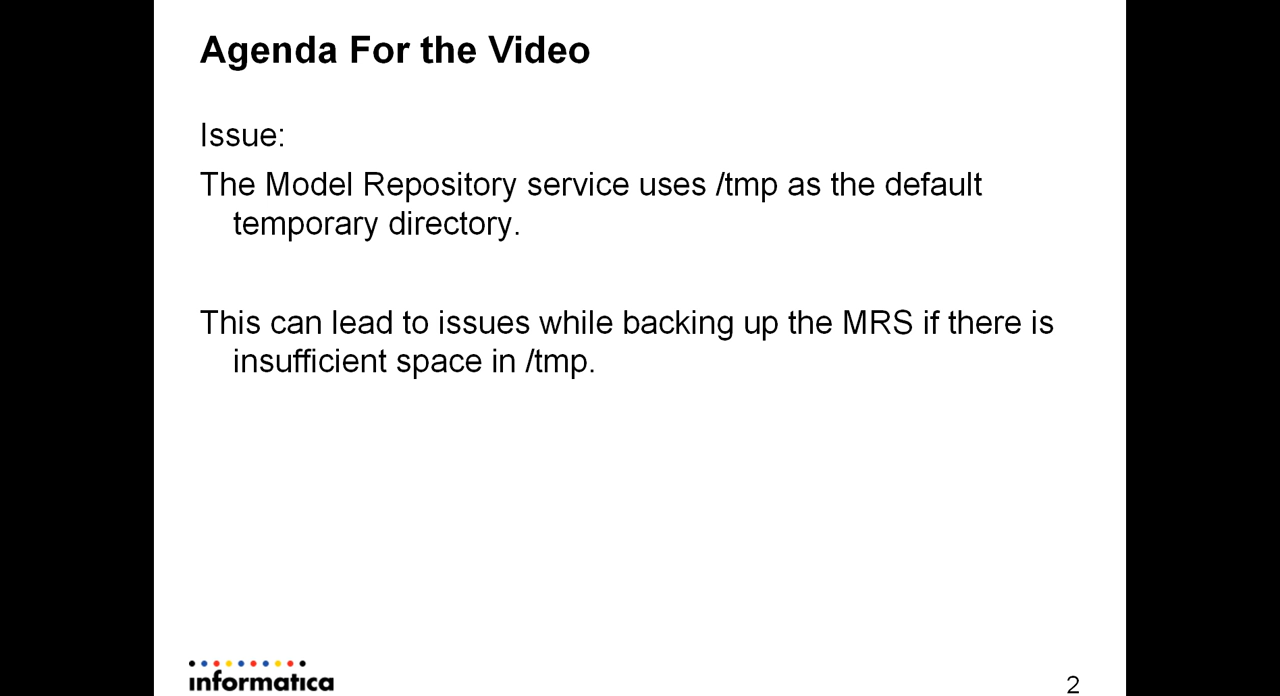 Agenda For the Video
Issue:
The Model Repository service uses /tmp as the default
temporary directory.
This can lead to issues while backing up the MRS if there is
insufficient space in /tmp.
informatica
2